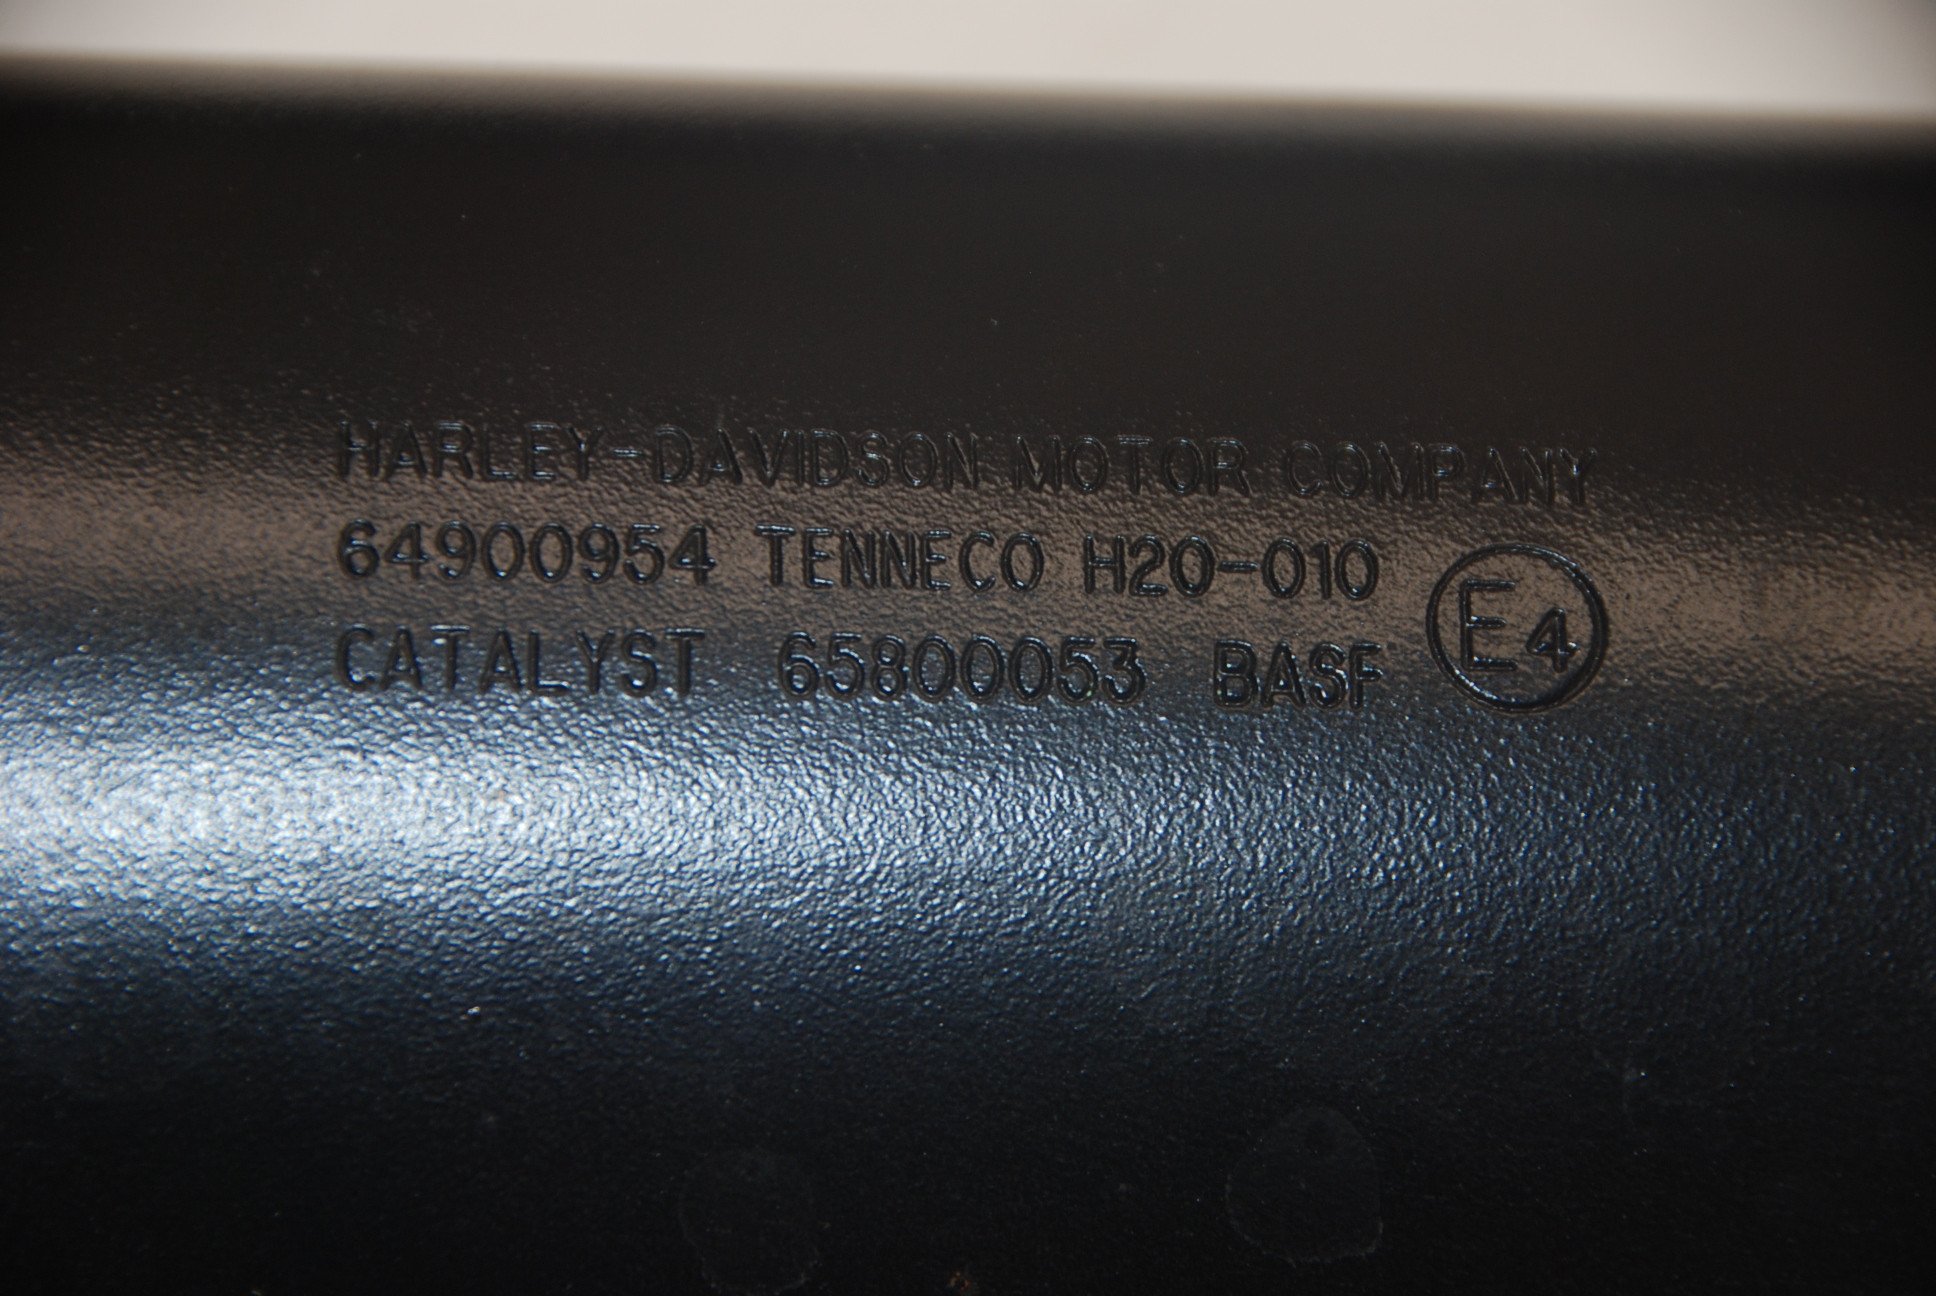 HARLEY-DAVIDSON MOTOR COMPANY
64900954 TENNECO H20-010
CATALYST 65800053 BASF
E4